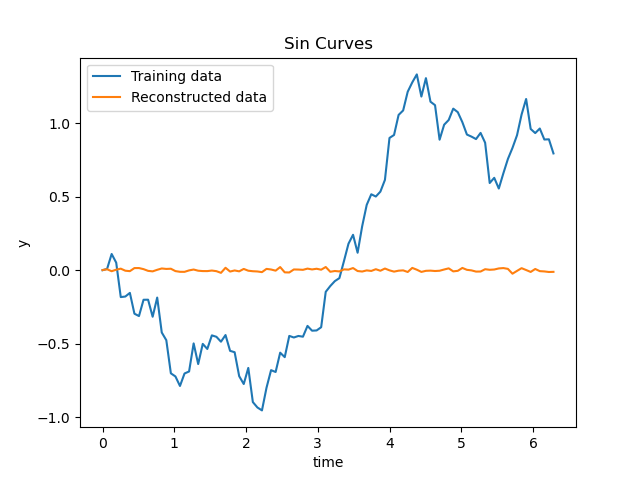 Sin Curves
Training data
Reconstructed data
1.0
0.5
0.0
−0.5
−1.0
y
0 1 2 3 4 5 6
time